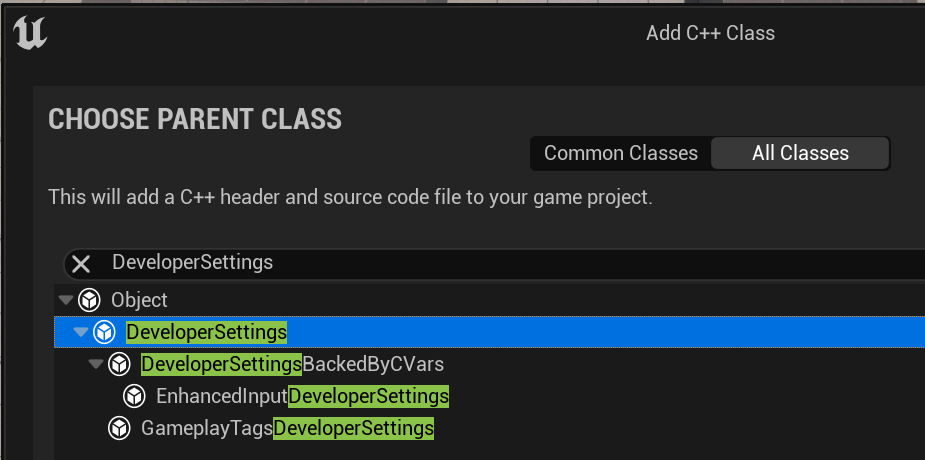 Add C++ Class
CHOOSE PARENT CLASS
Common Classes All Classes
This will add a C++ header and source code file to your game project.
DeveloperSettings
Object
DeveloperSettings
DeveloperSettingsBackedByCVars
EnhancedInputDeveloperSettings
GameplayTagsDeveloperSettings